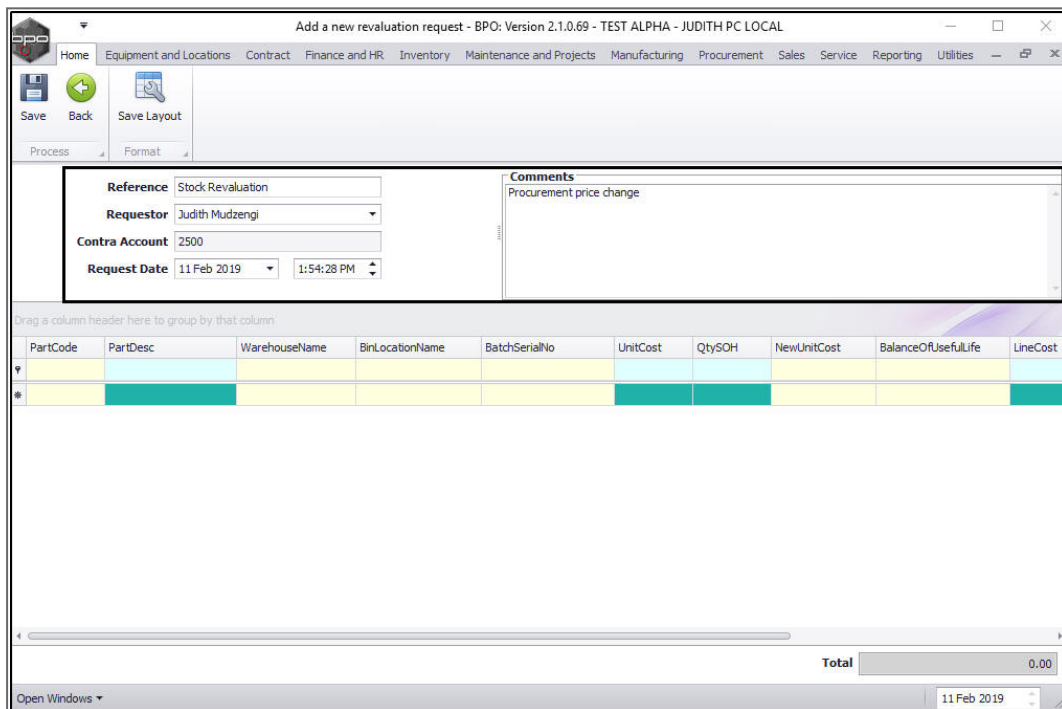 Add a new revaluation request - BPO: Version 2.1.0.69 - TEST ALPHA - JUDITH PC LOCAL
bpo
Home Equipment and Locations Contract Finance and HR Inventory Maintenance and Projects Manufacturing Procurement Sales Service Reporting Utilities
Save Back Save Layout
Process Format
Reference Stock Revaluation
Requestor Judith Mudzengi
Contra Account 2500
Request Date 11 Feb 2019 1:54:28 PM
Comments
Procurement price change
Drag a column header here to group by that column
PartCode PartDesc WarehouseName BinLocationName BatchSerialNo UnitCost QtySOH NewUnitCost BalanceOfUsefulLife LineCost
Total 0.00
Open Windows 11 Feb 2019